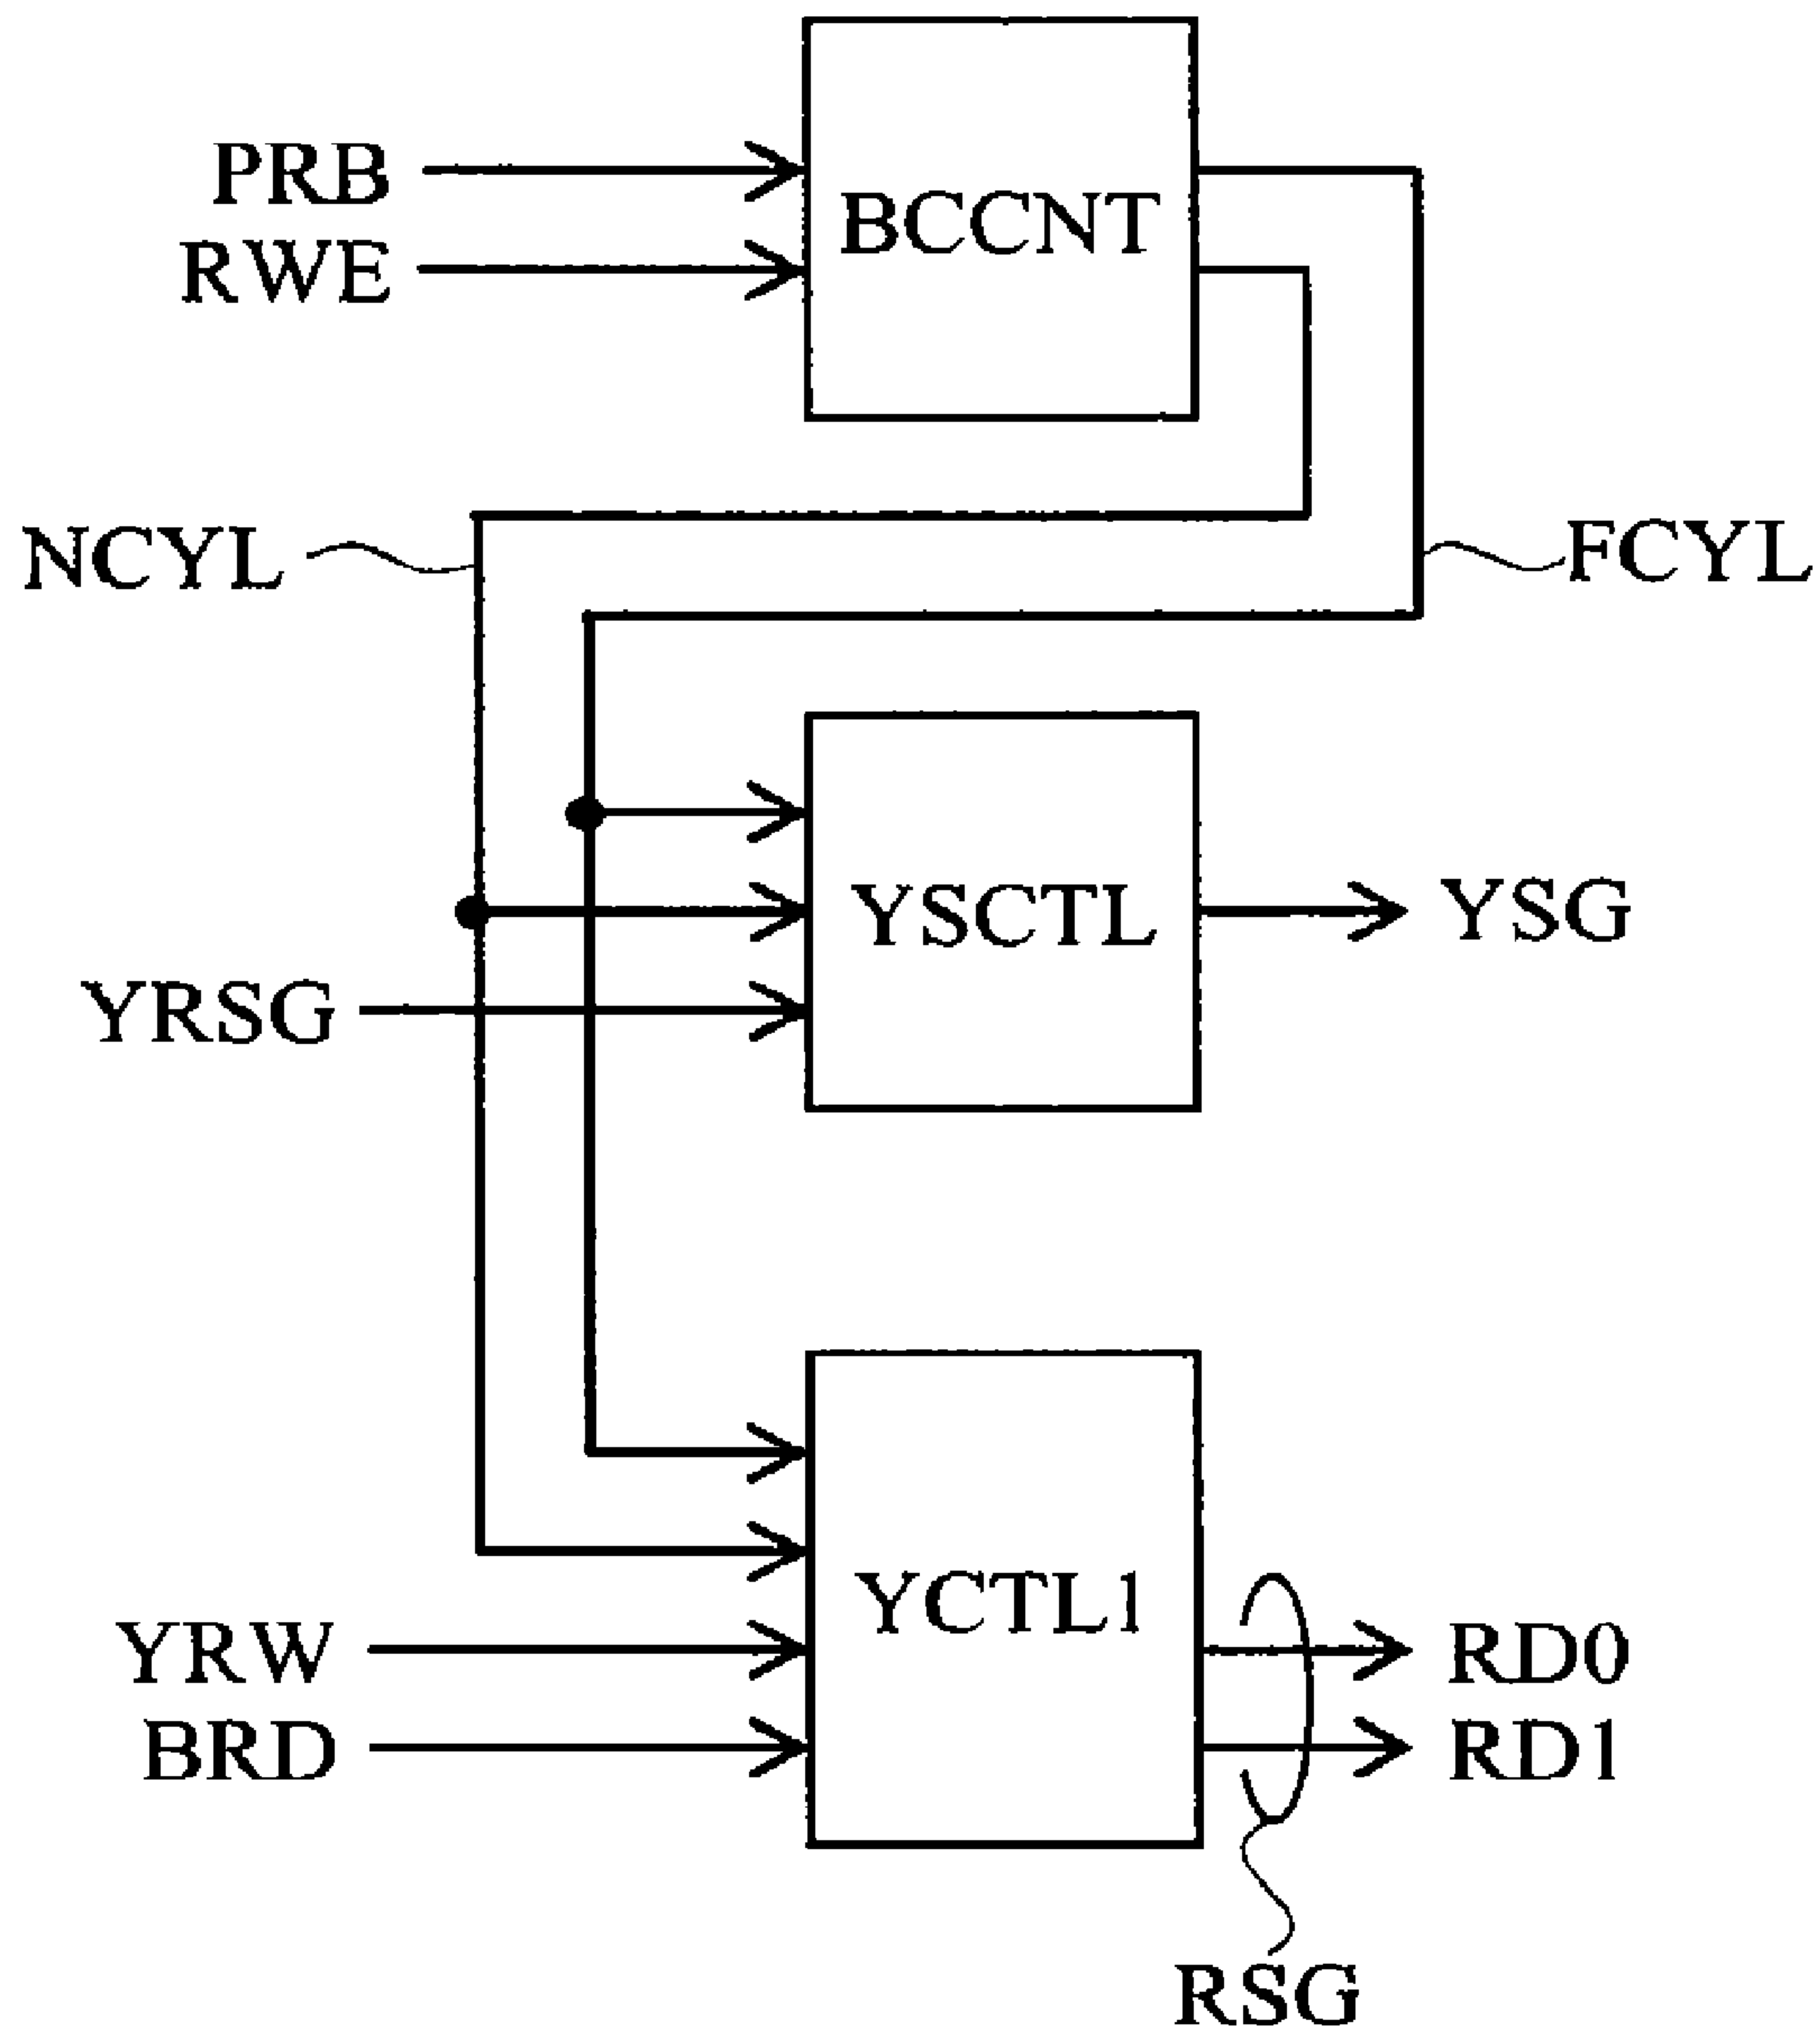 PRB
BCCNT
RWE
NCYL
FCYL
YSCTL
YSG
YRSG
YCTL1
YRW
RD0
BRD
RD1
RSG